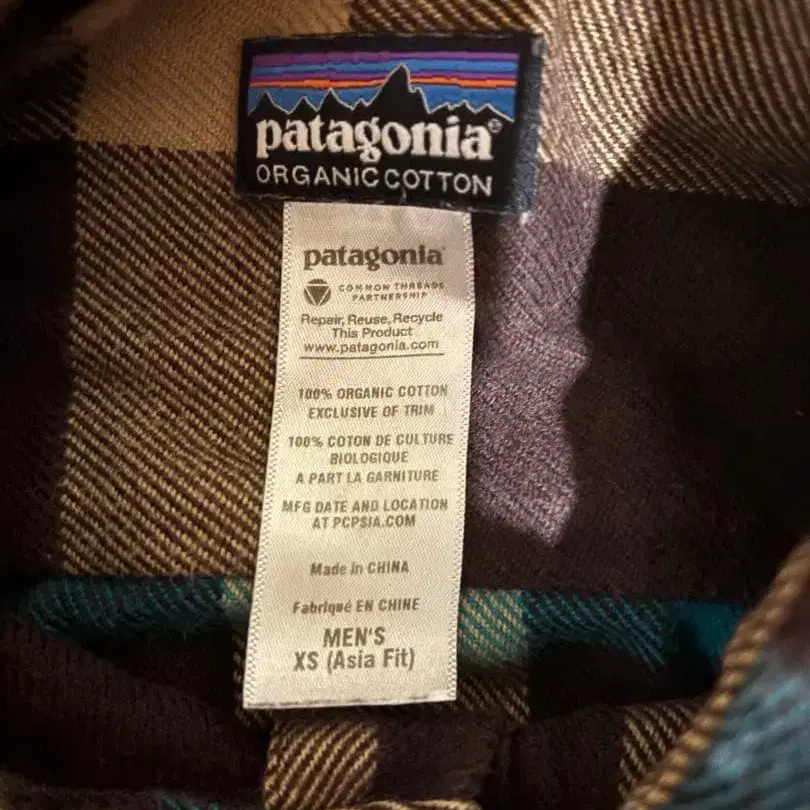 patagonia®
ORGANIC COTTON
patagonia®
COMMON THREADS
PARTNERSHIP
Repair, Reuse, Recycle
This Product
www.patagonia.com
100% ORGANIC COTTON
EXCLUSIVE OF TRIM
100% COTON DE CULTURE
BIOLOGIQUE
A PART LA GARNITURE
MFG DATE AND LOCATION
AT PCPSIA.COM
Made in CHINA
Fabriqué EN CHINE
MEN'S
XS (Asia Fit)